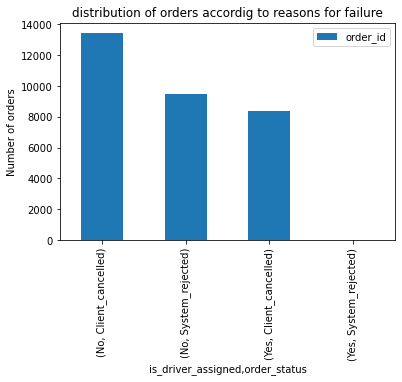 distribution of orders accordig to reasons for failure
order_id
Number of orders
14000
12000
10000
8000
6000
4000
2000
0
(No, Client_cancelled)
(No, System_rejected)
(Yes, Client_cancelled)
(Yes, System_rejected)
is_driver_assigned,order_status